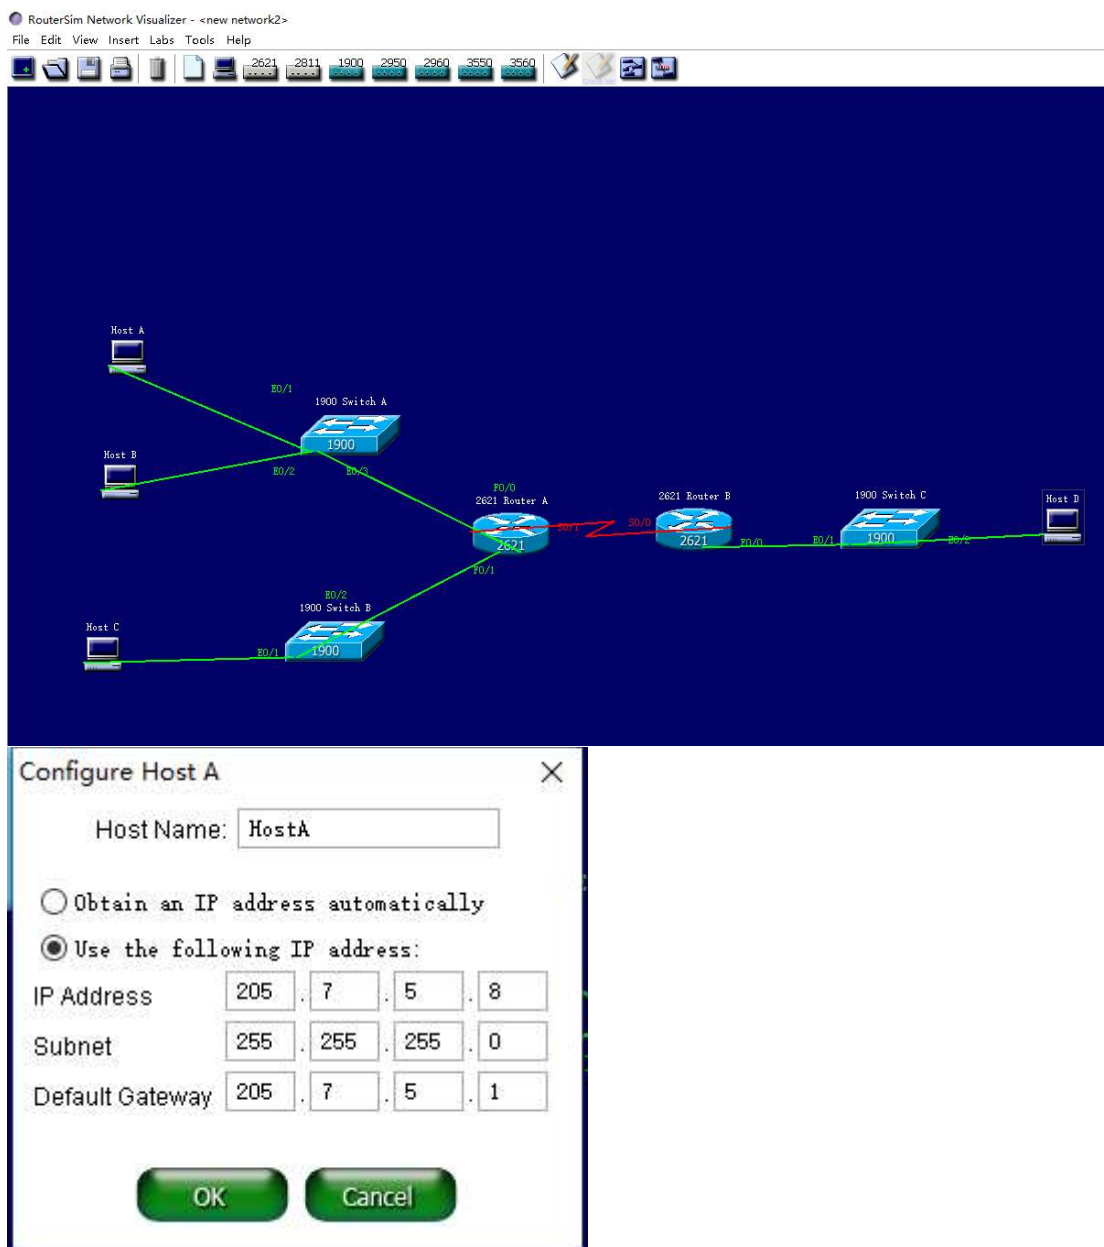 RouterSim Network Visualizer - <new network2>
File Edit View Insert Labs Tools Help
2621 2811 1900 2950 2960 3550 3560
Host A
E0/1
1900 Switch A
1900
Host B
E0/2 E0/3
F0/0
2621 Router A
2621 Router B
1900 Switch C
Host D
S0/1
S0/0
2621
2621
F0/0
E0/1
1900
E0/2
F0/1
E0/2
1900 Switch B
Host C
E0/1
1900
Configure Host A
Host Name: HostA
Obtain an IP address automatically
Use the following IP address:
IP Address 205 . 7 . 5 . 8
Subnet 255 . 255 . 255 . 0
Default Gateway 205 . 7 . 5 . 1
OK Cancel